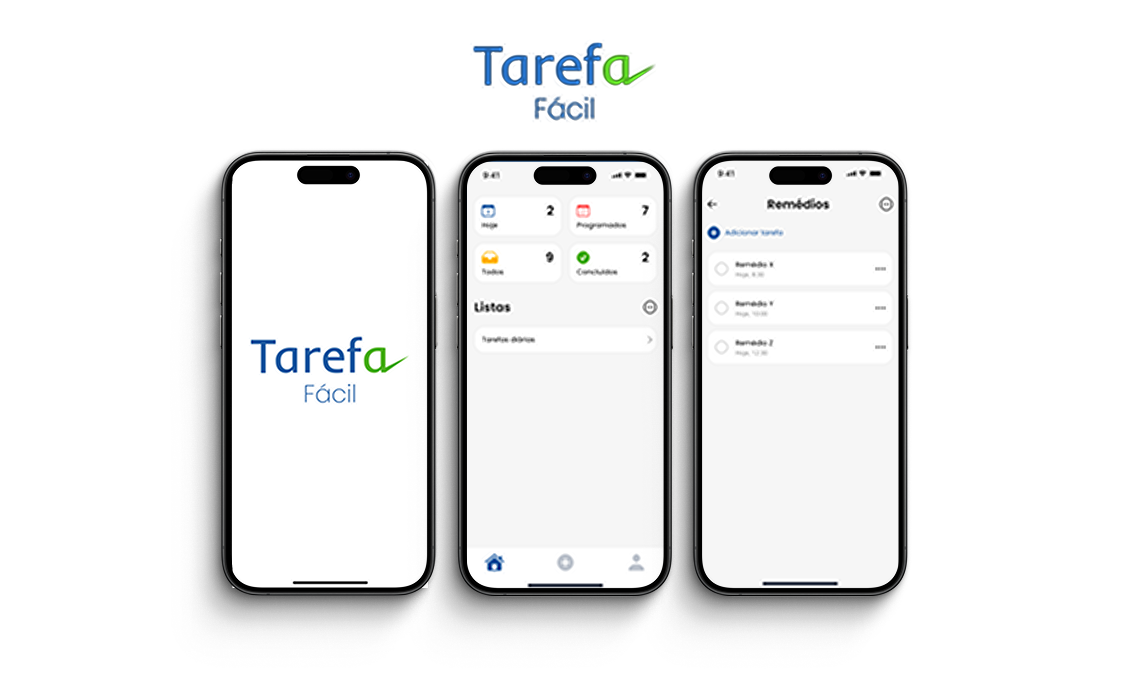 Tarefa
Fácil
Tarefa
Fácil
9:41
2
Hoje
7
Programados
9
Todos
2
Concluídos
Listas
Tarefas diárias
9:41
Remédios
Adicionar tarefa
Remédio X
Hoje, 8:30
Remédio Y
Hoje, 10:00
Remédio Z
Hoje, 12:30